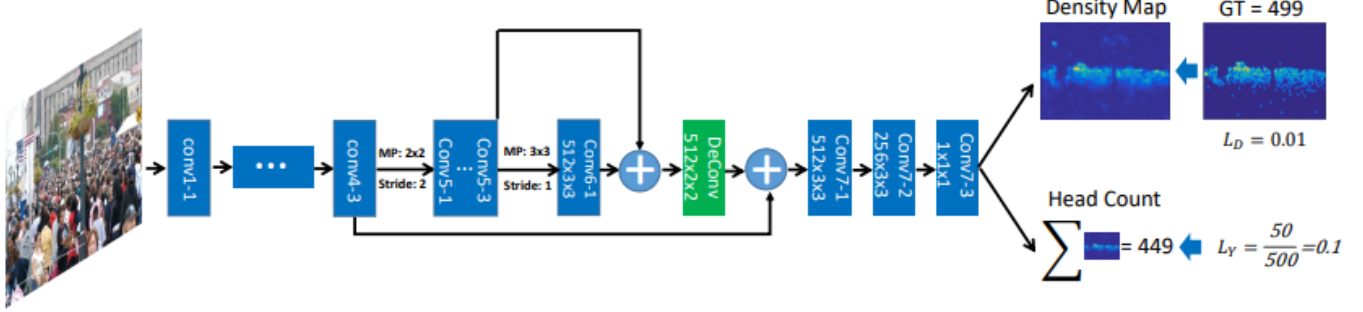 Density Map
GT = 499
conv1-1
...
conv4-3
MP: 2x2
Stride: 2
Conv5-1
...
Conv5-3
MP: 3x3
Stride: 1
Conv6-1
512x3x3
+
DeConv
512x2x2x2
+
Conv7-1
512x3x3
Conv7-2
256x3x3
Conv7-3
1x1x1
L_D = 0.01
Head Count
∑ = 449
L_Y = 50/500 =0.1